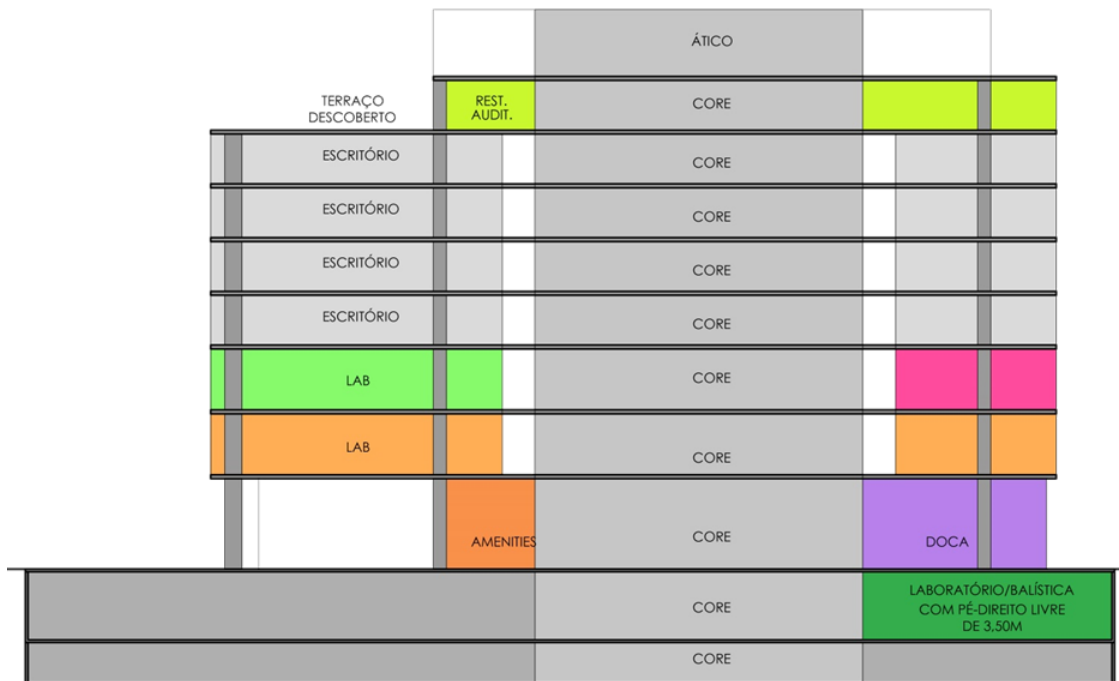 ÁTICO
TERRAÇO
DESCOBERTO
REST.
AUDIT.
CORE
ESCRITÓRIO
CORE
ESCRITÓRIO
CORE
ESCRITÓRIO
CORE
ESCRITÓRIO
CORE
LAB
CORE
LAB
CORE
AMENITIES
CORE
DOCA
CORE
LABORATÓRIO/BALÍSTICA
COM PÉ-DIREITO LIVRE
DE 3,50M
CORE